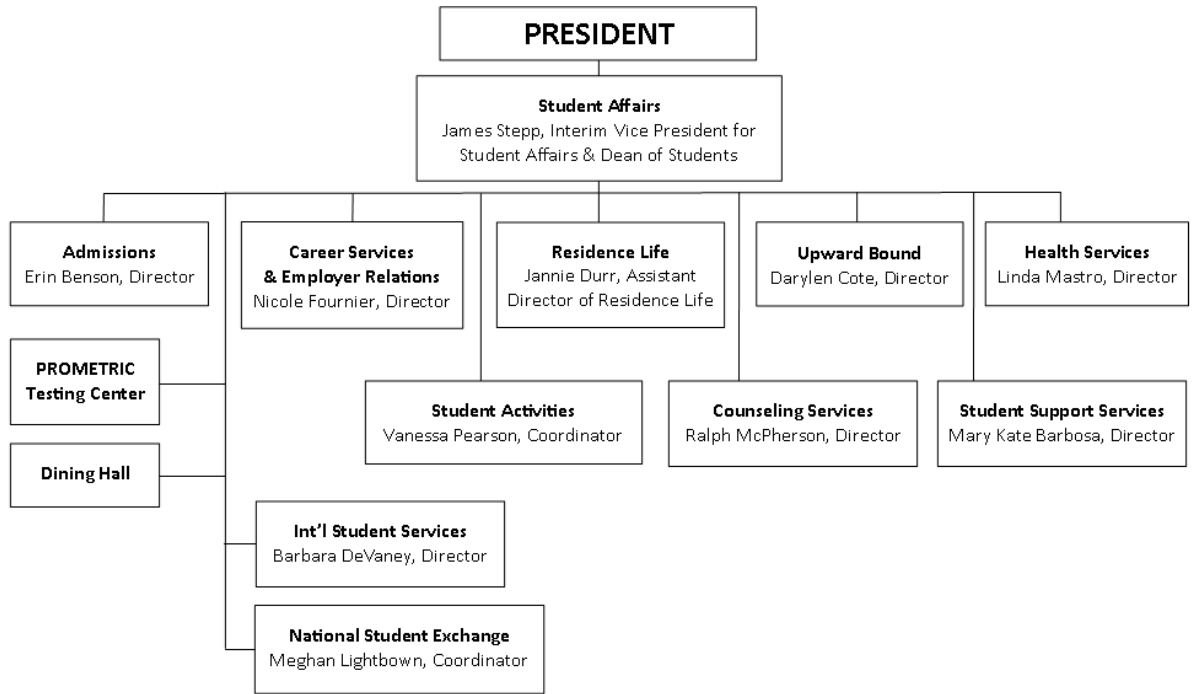 PRESIDENT
Student Affairs
James Stepp, Interim Vice President for
Student Affairs & Dean of Students
Admissions
Erin Benson, Director
Career Services
& Employer Relations
Nicole Fournier, Director
Residence Life
Jannie Durr, Assistant
Director of Residence Life
Upward Bound
Darylen Cote, Director
Health Services
Linda Mastro, Director
PROMETRIC
Testing Center
Student Activities
Vanessa Pearson, Coordinator
Counseling Services
Ralph McPherson, Director
Student Support Services
Mary Kate Barbosa, Director
Dining Hall
Int’l Student Services
Barbara DeVaney, Director
National Student Exchange
Meghan Lightbown, Coordinator